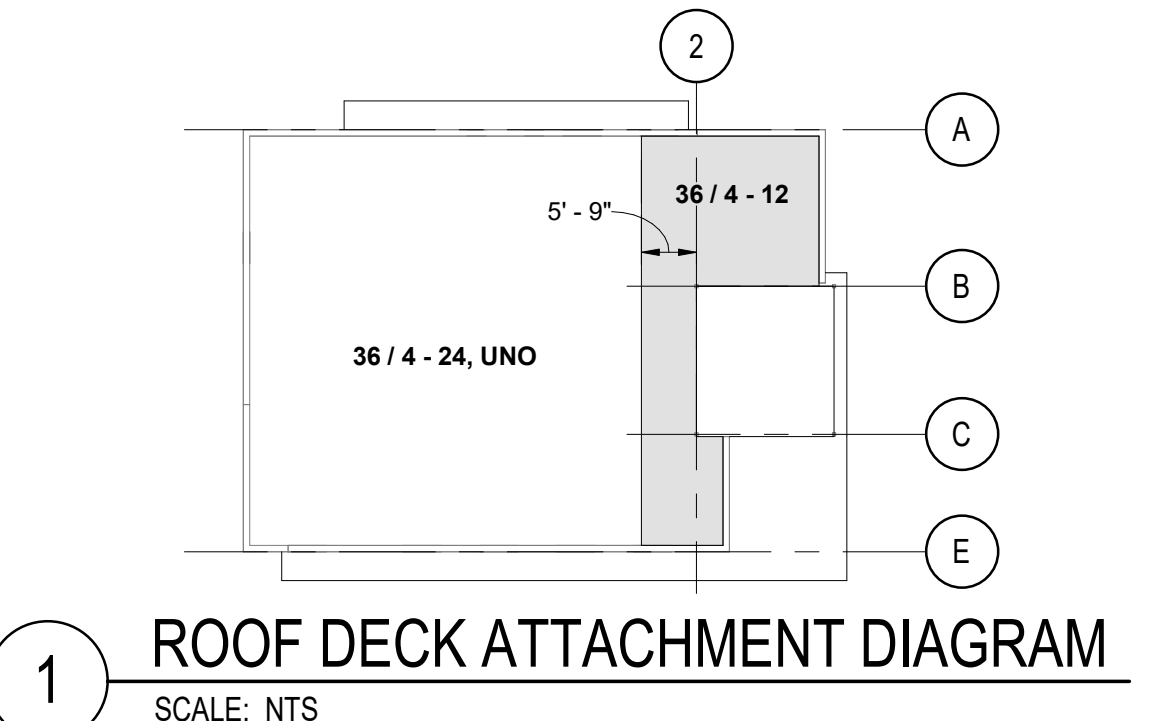 2
A
36 / 4 - 12
5' - 9"
B
36 / 4 - 24, UNO
C
E
1
ROOF DECK ATTACHMENT DIAGRAM
SCALE: NTS